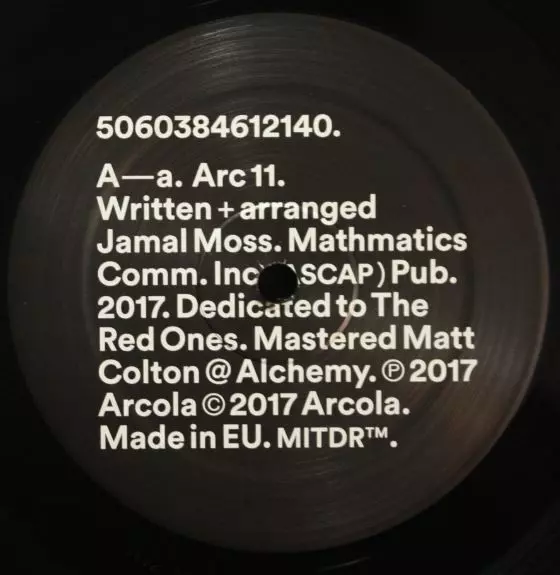 5060384612140.
A—a. Arc 11.
Written + arranged
Jamal Moss. Mathmatics
Comm. Inc SCAP) Pub.
2017. Dedicated to The
Red Ones. Mastered Matt
Colton @ Alchemy. ℗ 2017
Arcola © 2017 Arcola.
Made in EU. MITDR™.